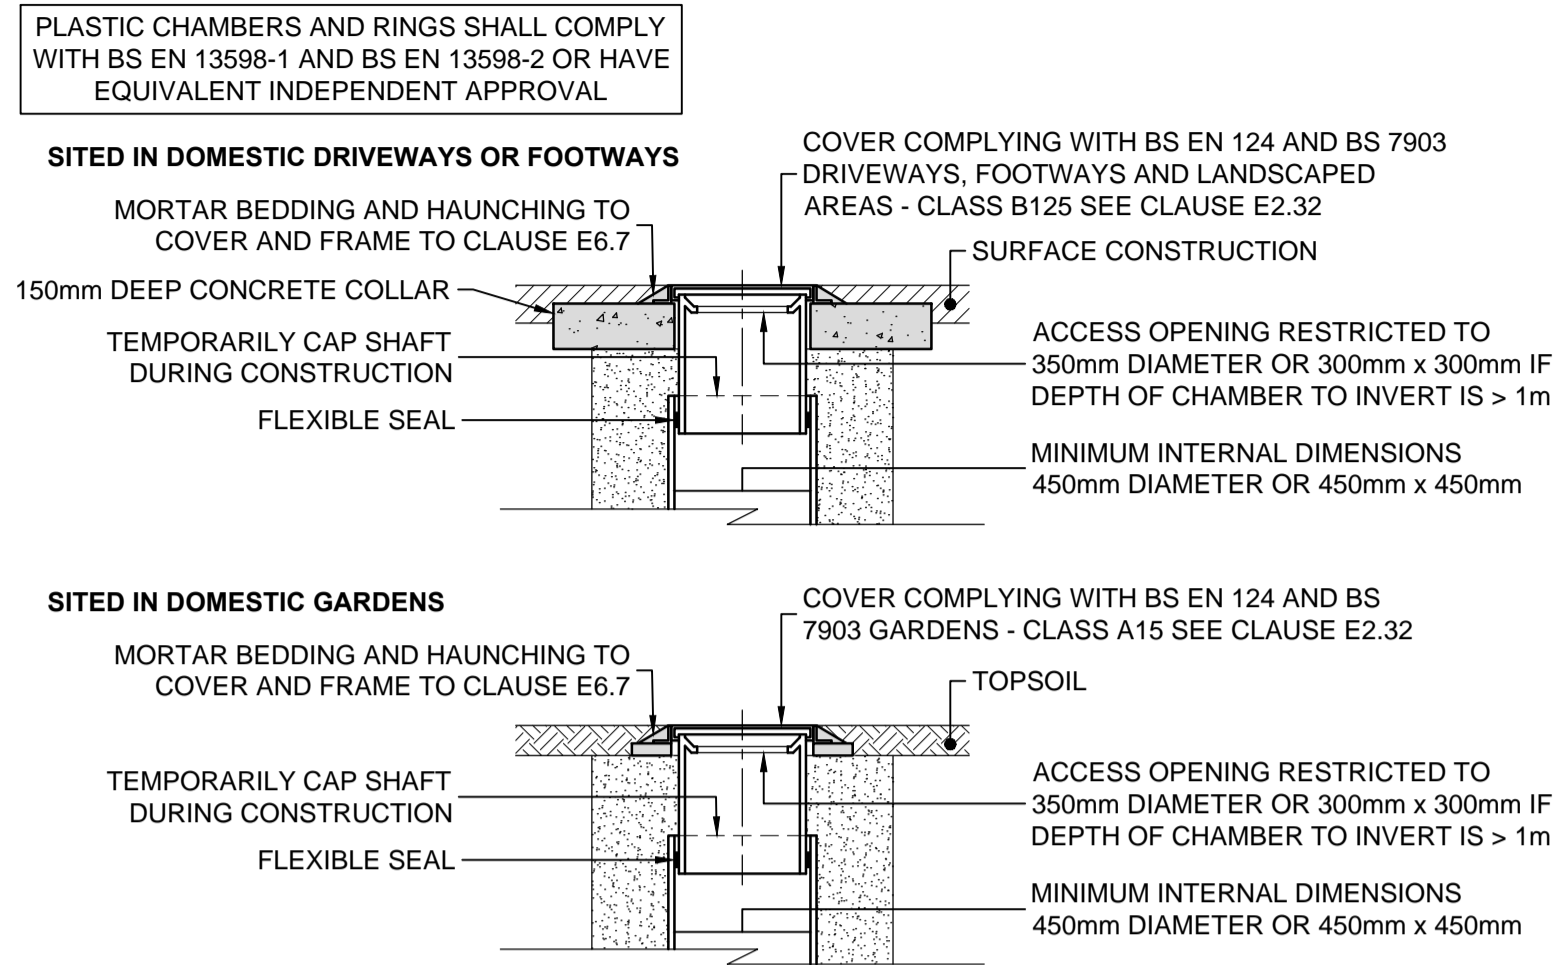 PLASTIC CHAMBERS AND RINGS SHALL COMPLY
WITH BS EN 13598-1 AND BS EN 13598-2 OR HAVE
EQUIVALENT INDEPENDENT APPROVAL
SITED IN DOMESTIC DRIVEWAYS OR FOOTWAYS
MORTAR BEDDING AND HAUNCHING TO
COVER AND FRAME TO CLAUSE E6.7
150mm DEEP CONCRETE COLLAR
TEMPORARILY CAP SHAFT
DURING CONSTRUCTION
FLEXIBLE SEAL
COVER COMPLYING WITH BS EN 124 AND BS 7903
DRIVEWAYS, FOOTWAYS AND LANDSCAPED
AREAS - CLASS B125 SEE CLAUSE E2.32
SURFACE CONSTRUCTION
ACCESS OPENING RESTRICTED TO
350mm DIAMETER OR 300mm x 300mm IF
DEPTH OF CHAMBER TO INVERT IS > 1m
MINIMUM INTERNAL DIMENSIONS
450mm DIAMETER OR 450mm x 450mm
SITED IN DOMESTIC GARDENS
MORTAR BEDDING AND HAUNCHING TO
COVER AND FRAME TO CLAUSE E6.7
TEMPORARILY CAP SHAFT
DURING CONSTRUCTION
FLEXIBLE SEAL
COVER COMPLYING WITH BS EN 124 AND BS
7903 GARDENS - CLASS A15 SEE CLAUSE E2.32
TOPSOIL
ACCESS OPENING RESTRICTED TO
350mm DIAMETER OR 300mm x 300mm IF
DEPTH OF CHAMBER TO INVERT IS > 1m
MINIMUM INTERNAL DIMENSIONS
450mm DIAMETER OR 450mm x 450mm